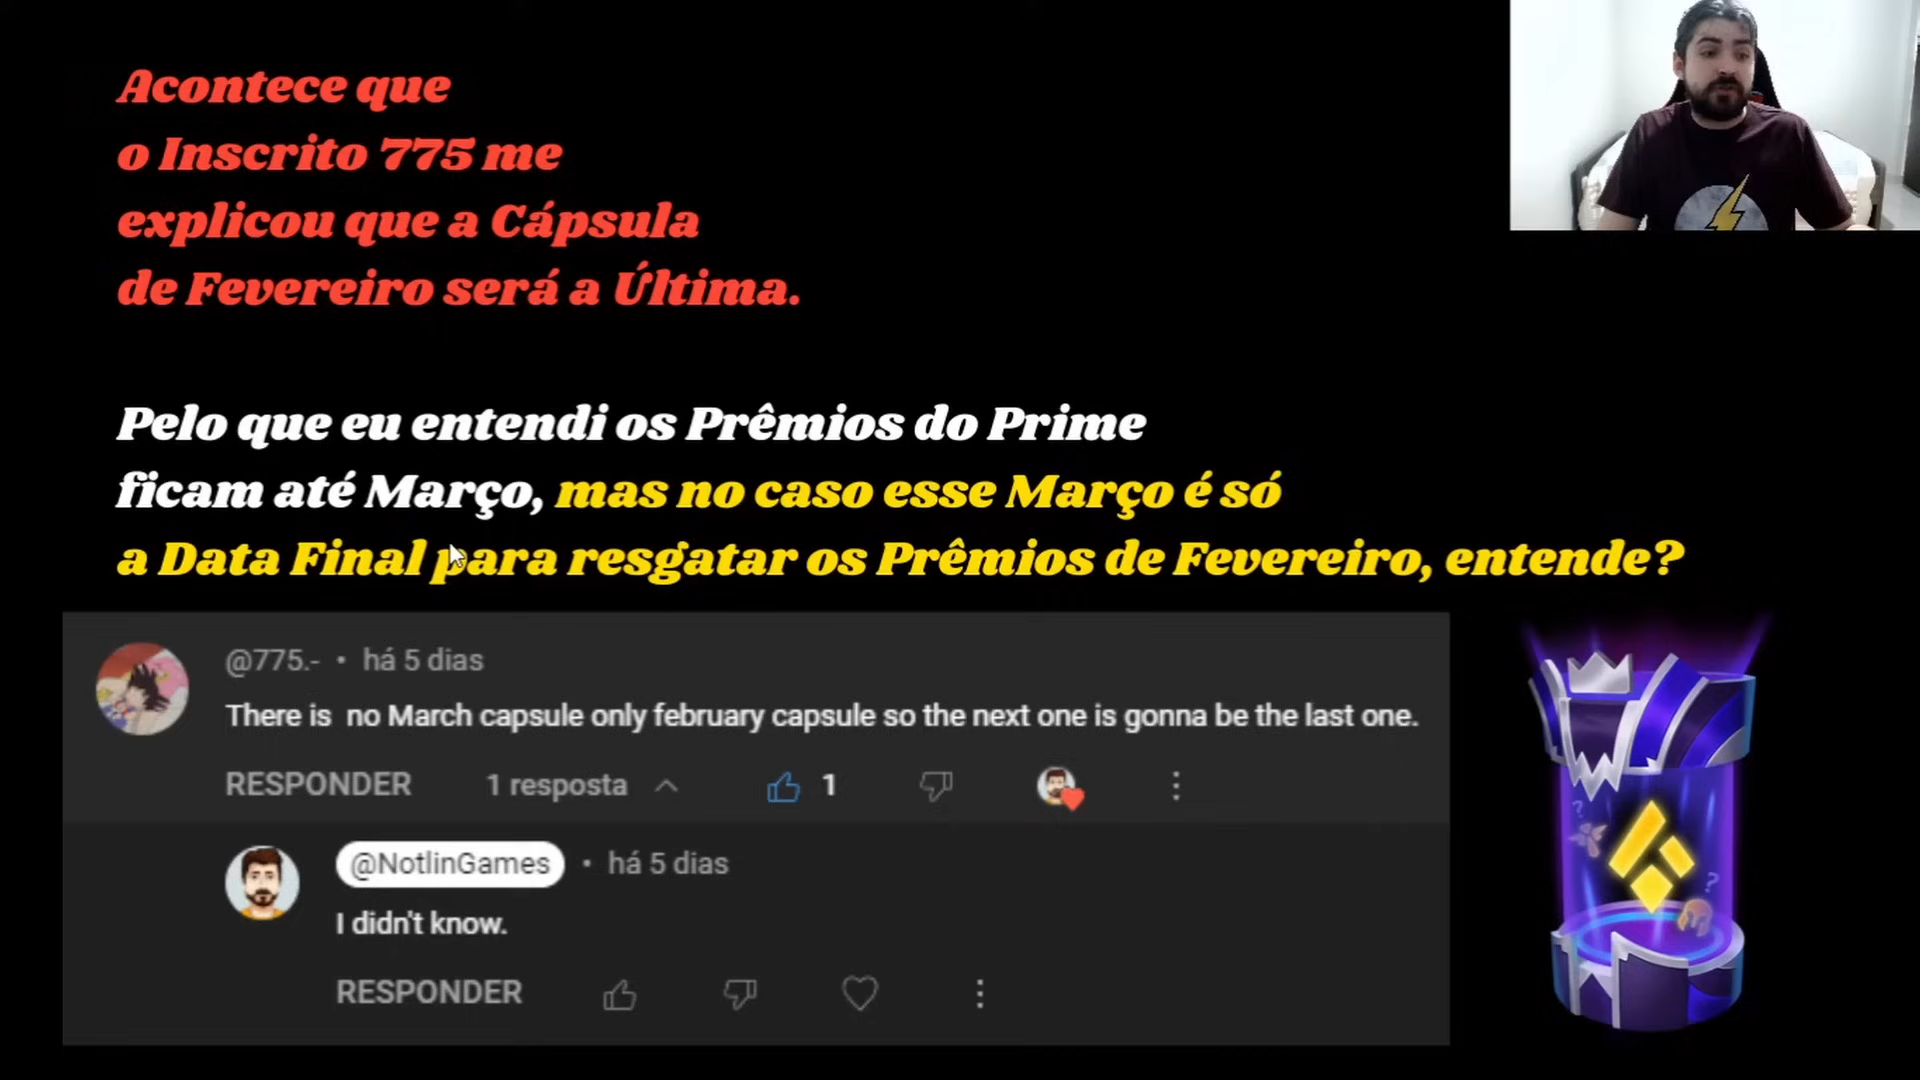 Acontece que
o Inscrito 775 me
explicou que a Cápsula
de Fevereiro será a Última.
Pelo que eu entendi os Prêmios do Prime
ficam até Março, mas no caso esse Março é só
a Data Final para resgatar os Prêmios de Fevereiro, entende?
@775.- • há 5 dias
There is no March capsule only february capsule so the next one is gonna be the last one.
RESPONDER 1 resposta 1
@NotlinGames • há 5 dias
I didn't know.
RESPONDER